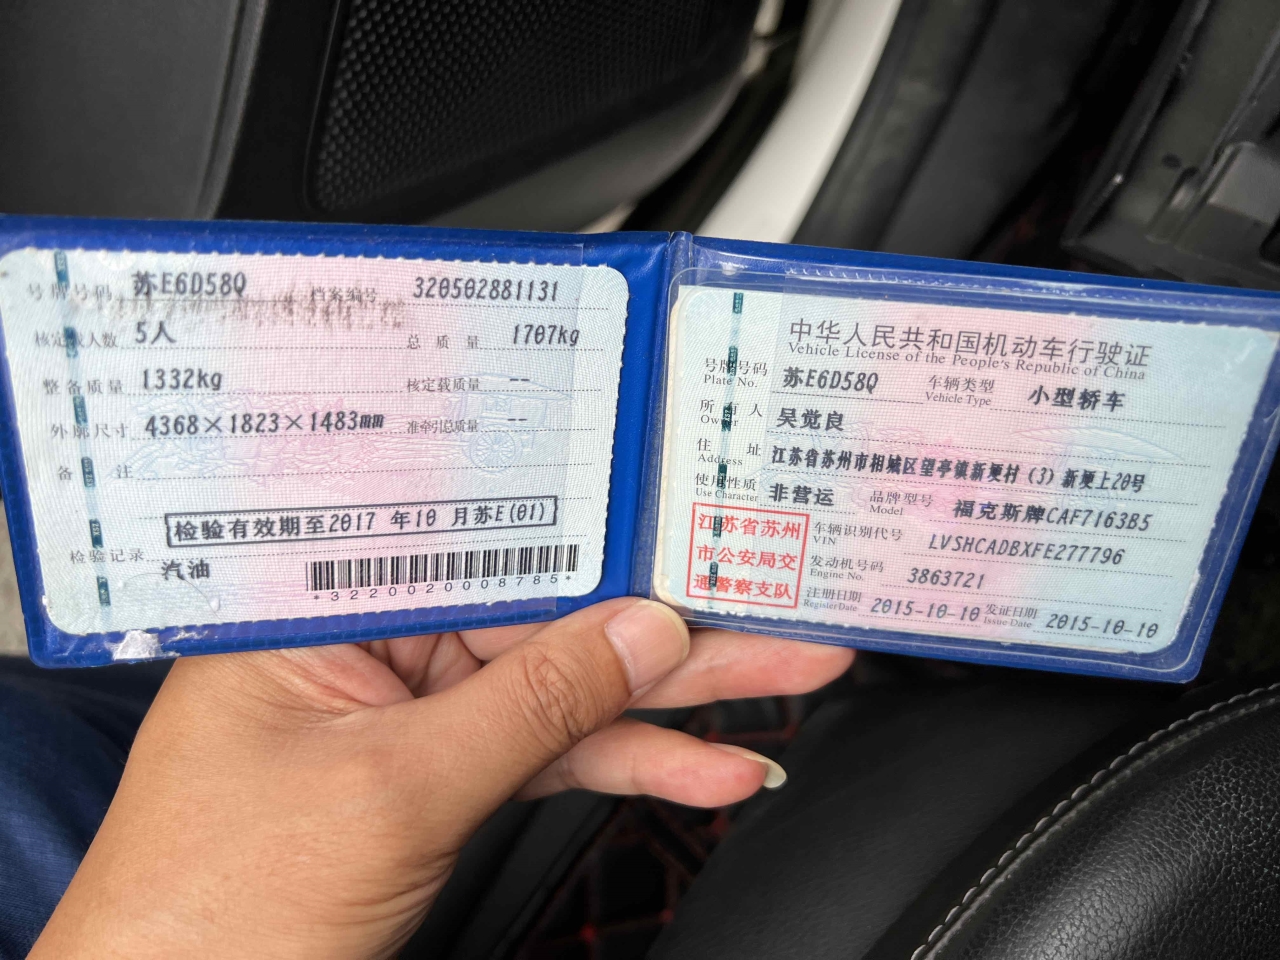 号牌号码 苏E6D58Q 档案编号 320502881131
核定载人数 5人 总质量 1707kg
整备质量 1332kg 核定载质量 --
外廓尺寸 4368×1823×1483mm 准牵引总质量 --
备注
检验有效期至2017 年10 月苏E(01)
检验记录
汽油
*3220020008785*
中华人民共和国机动车行驶证
Vehicle License of the People's Republic of China
号牌号码 苏E6D58Q 车辆类型 小型轿车
Plate No. Vehicle Type
所有人 吴觉良
Owner
住址 江苏省苏州市相城区望亭镇新更村(3)新更上20号
Address
使用性质 非营运 品牌型号 福克斯牌CAF7163B5
Use Character Model
江苏省苏州
市公安局交
通警察支队
车辆识别代号 LVSHCADBXFE277796
VIN
发动机号码 3863721
Engine No.
注册日期 2015-10-10 发证日期 2015-10-10
Register Date Issue Date